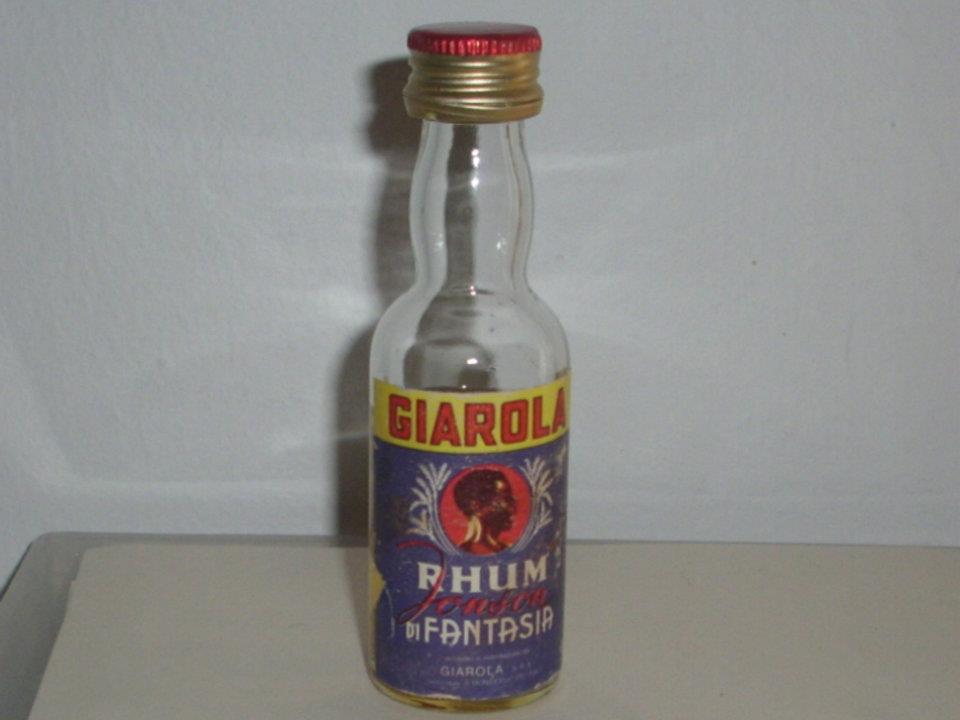 GIAROLA
RHUM
Jonson
DI FANTASIA
GIAROLA